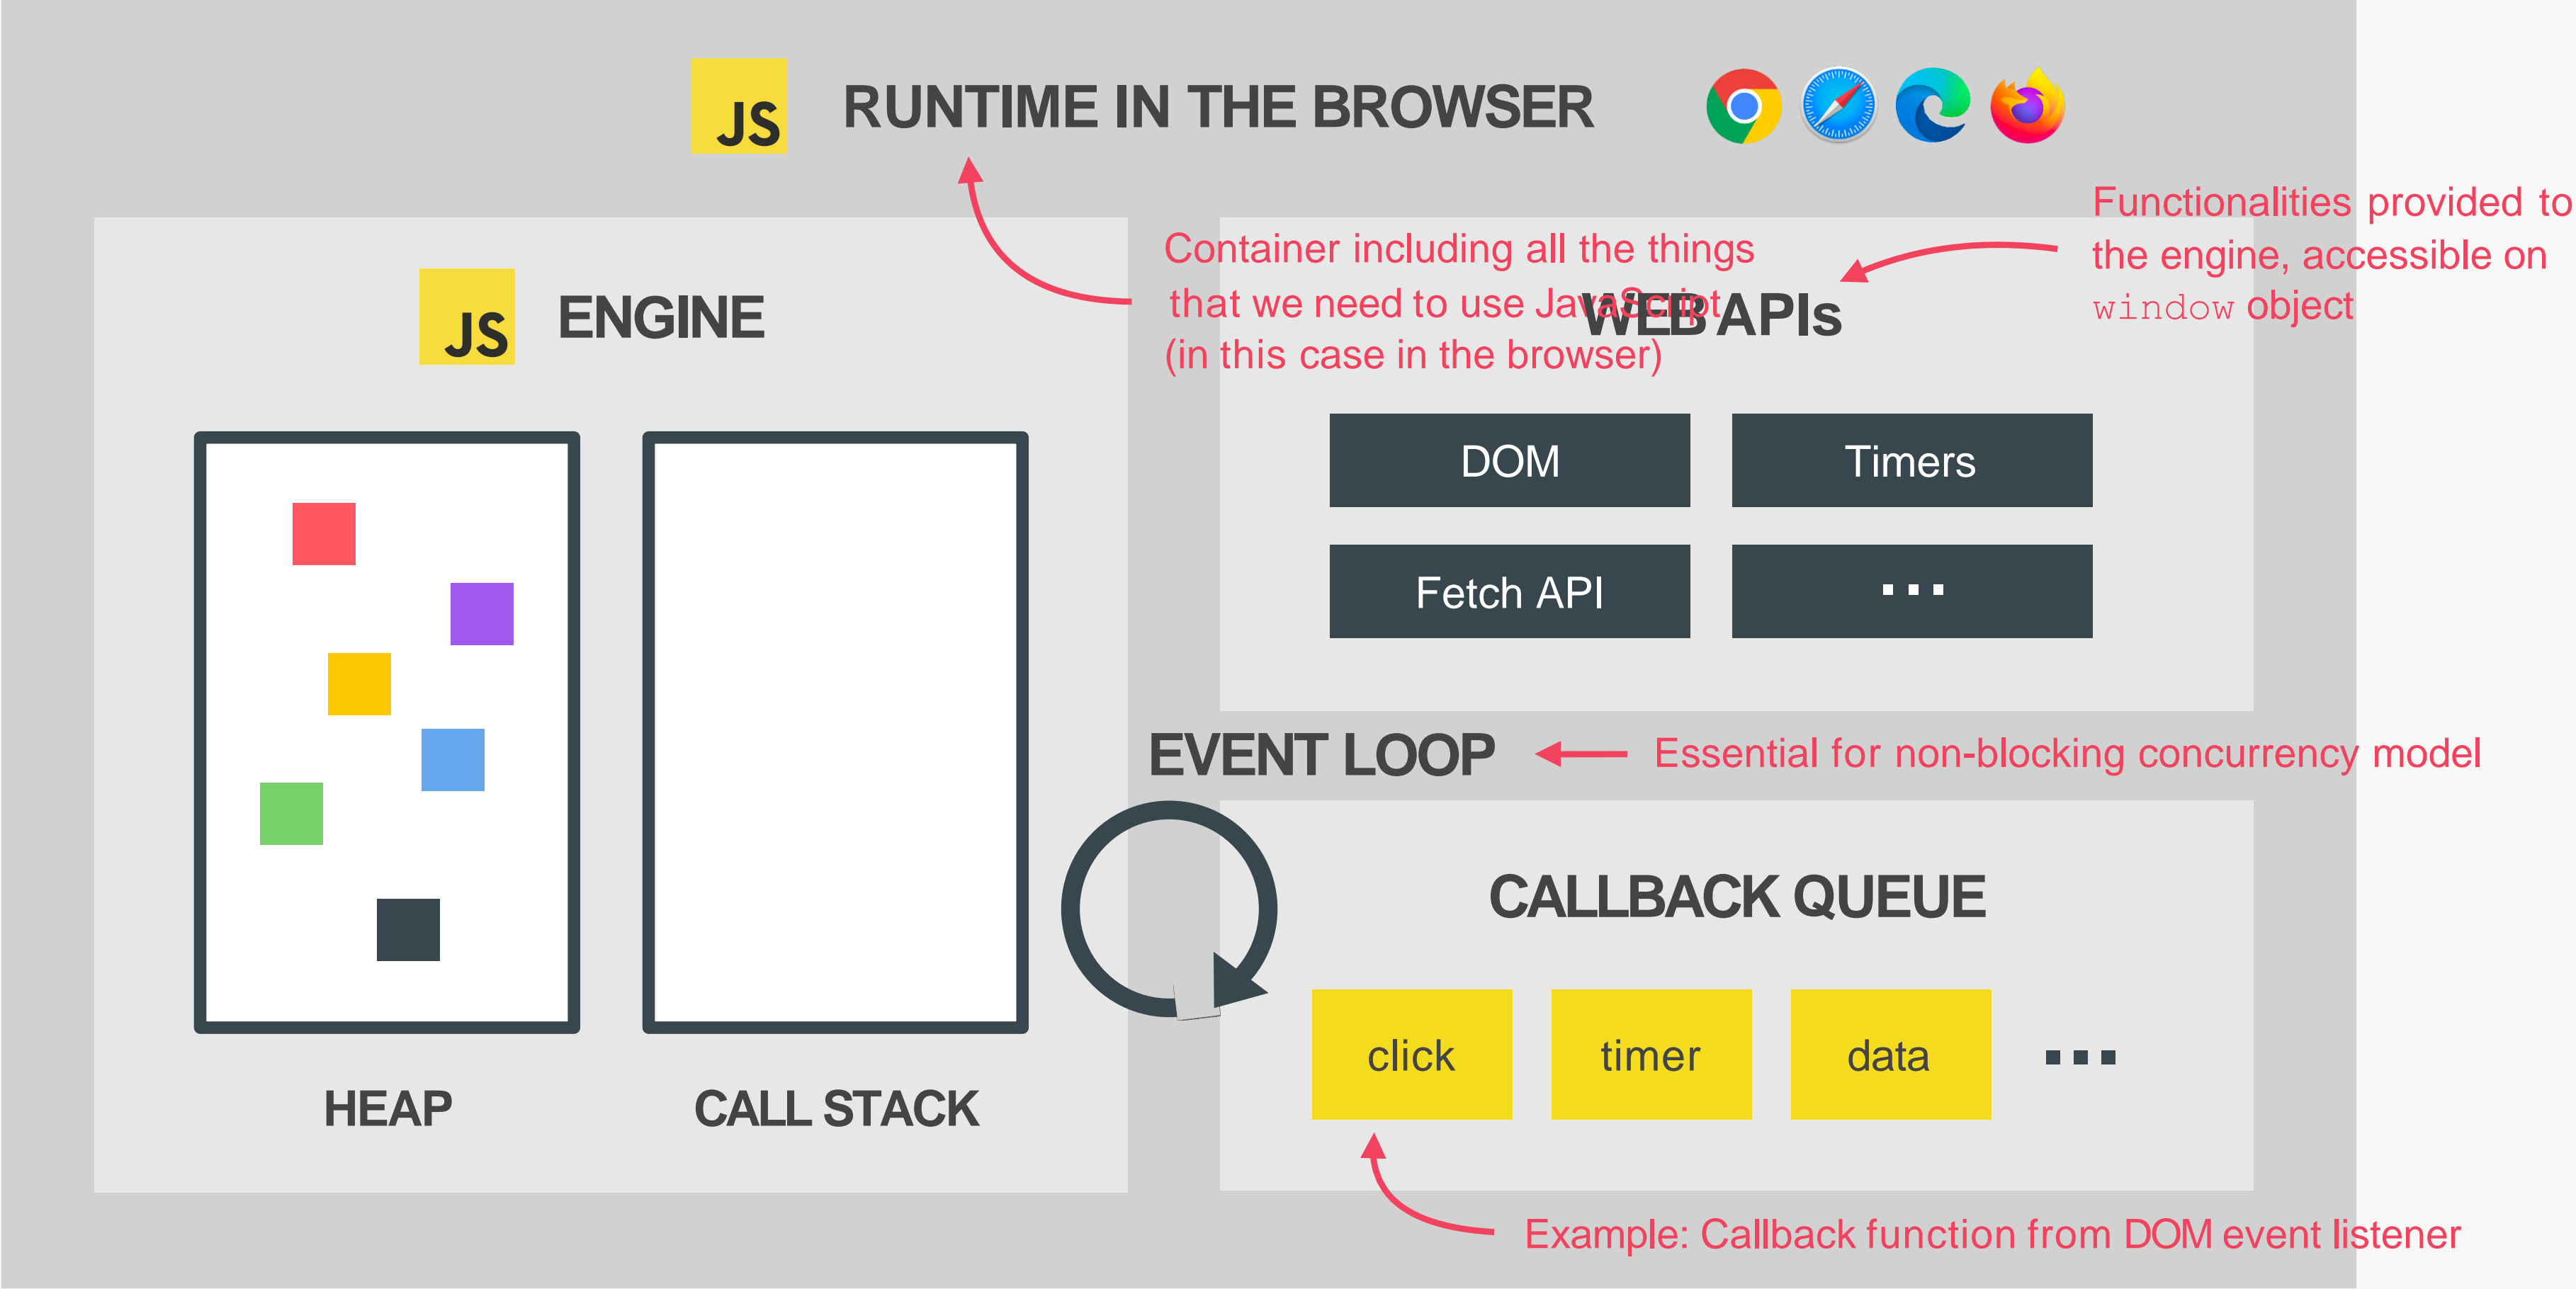 JS RUNTIME IN THE BROWSER
Functionalities provided to
the engine, accessible on
window object
Container including all the things
that we need to use JavaScript
(in this case in the browser)
JS ENGINE
WEB APIs
DOM
Timers
Fetch API
...
EVENT LOOP
Essential for non-blocking concurrency model
CALLBACK QUEUE
click
timer
data
...
HEAP
CALL STACK
Example: Callback function from DOM event listener